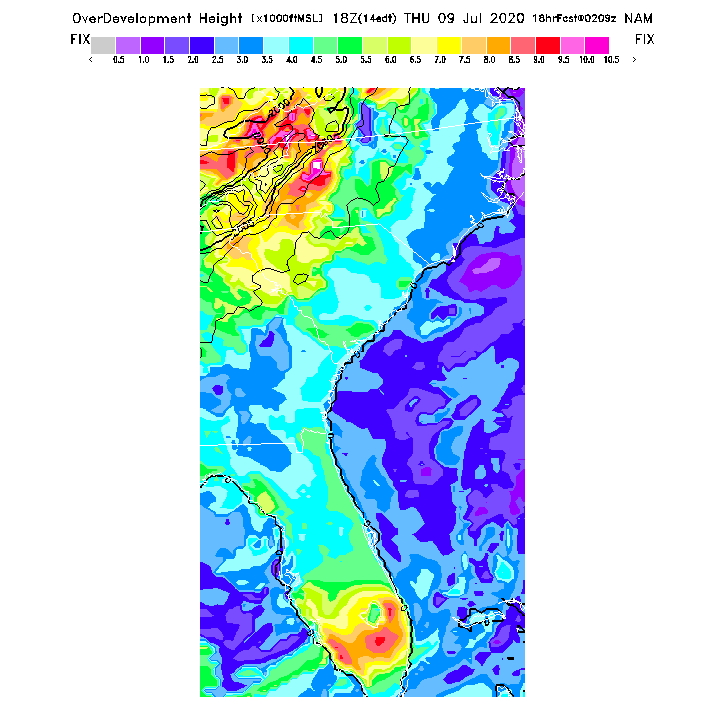 OverDevelopment Height [x1000ftMSL] 18Z(14edt) THU 09 Jul 2020 18hrFcst@0209z NAM
FIX FIX
< 0.5 1.0 1.5 2.0 2.5 3.0 3.5 4.0 4.5 5.0 5.5 6.0 6.5 7.0 7.5 8.0 8.5 9.0 9.5 10.0 10.5 >